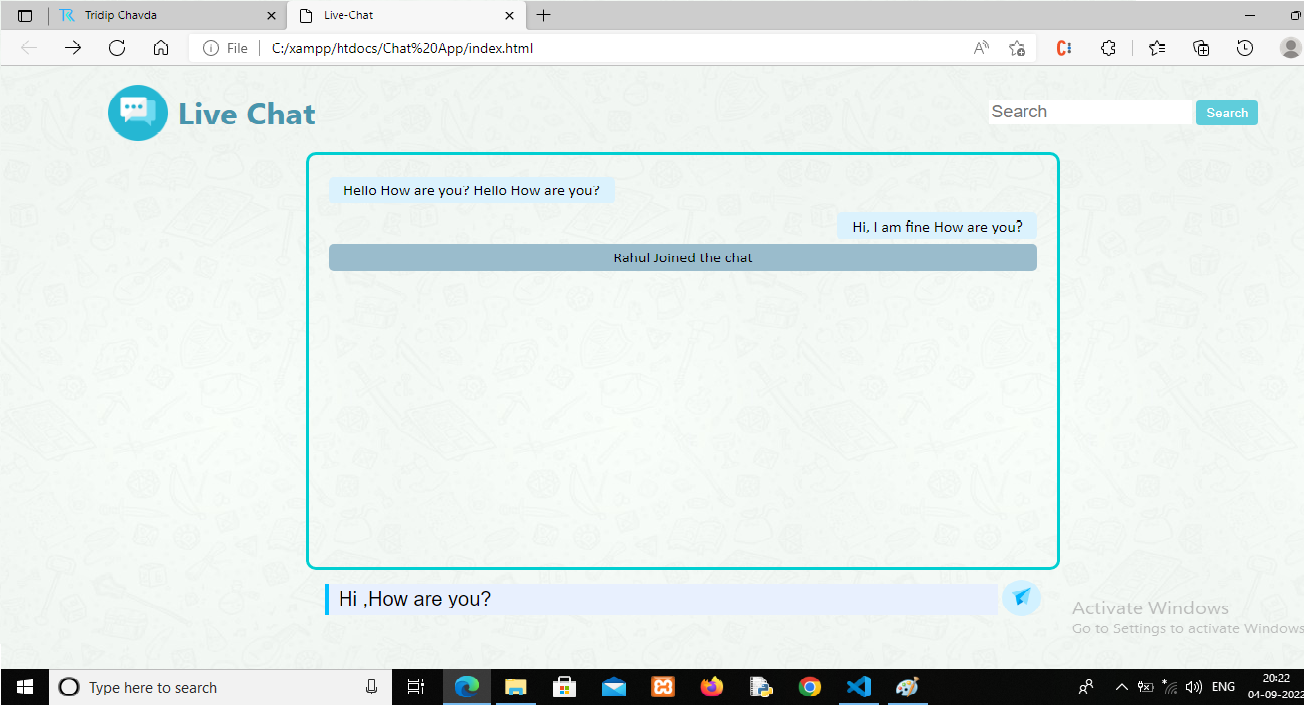 Tridip Chavda
Live-Chat
File
C:/xampp/htdocs/Chat%20App/index.html
Live Chat
Search
Search
Hello How are you? Hello How are you?
Hi, I am fine How are you?
Rahul Joined the chat
Hi ,How are you?
Activate Windows
Go to Settings to activate Windows
Type here to search
ENG
20:22
04-09-2022